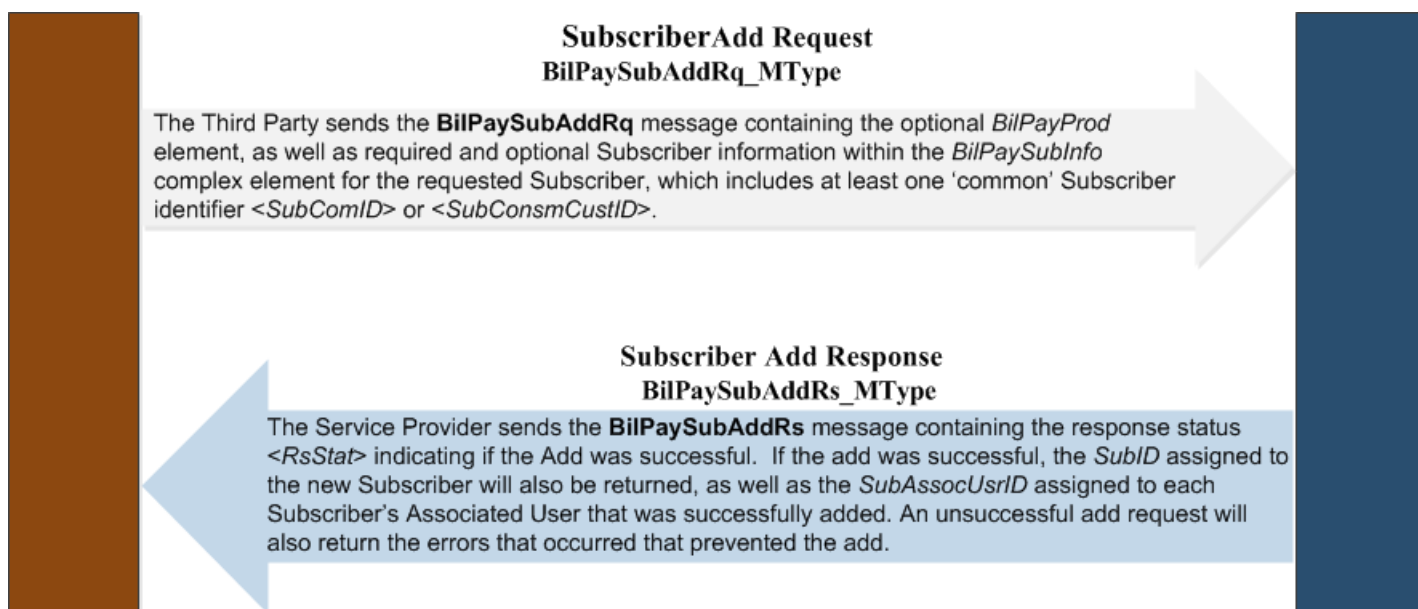 SubscriberAdd Request
BilPaySubAddRq_MType
The Third Party sends the BilPaySubAddRq message containing the optional BilPayProd
element, as well as required and optional Subscriber information within the BilPaySubInfo
complex element for the requested Subscriber, which includes at least one ‘common’ Subscriber
identifier <SubComID> or <SubConsmCustID>.
Subscriber Add Response
BilPaySubAddRs_MType
The Service Provider sends the BilPaySubAddRs message containing the response status
<RsStat> indicating if the Add was successful.  If the add was successful, the SubID assigned to
the new Subscriber will also be returned, as well as the SubAssocUsrID assigned to each
Subscriber’s Associated User that was successfully added. An unsuccessful add request will
also return the errors that occurred that prevented the add.